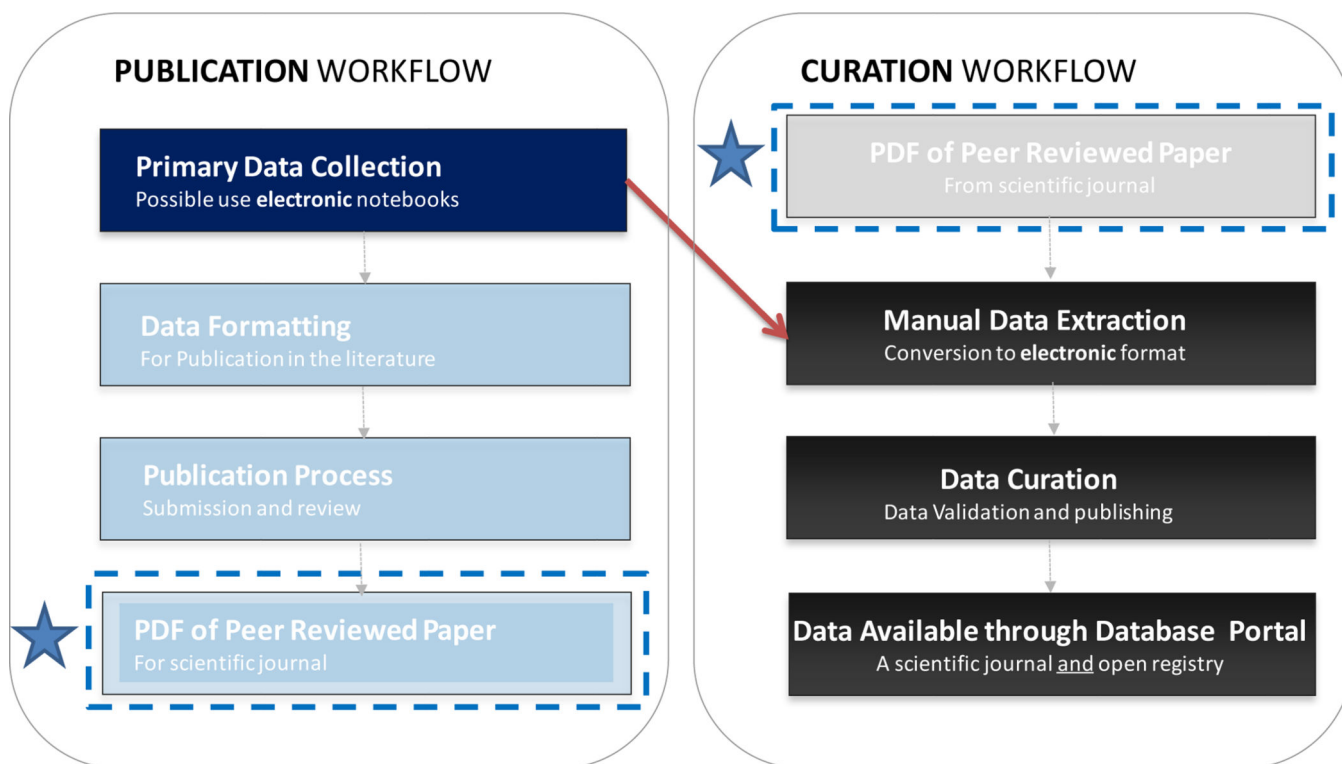 PUBLICATION WORKFLOW
Primary Data Collection
Possible use electronic notebooks
Data Formatting
For Publication in the literature
Publication Process
Submission and review
PDF of Peer Reviewed Paper
For scientific journal
CURATION WORKFLOW
PDF of Peer Reviewed Paper
From scientific journal
Manual Data Extraction
Conversion to electronic format
Data Curation
Data Validation and publishing
Data Available through Database Portal
A scientific journal and open registry